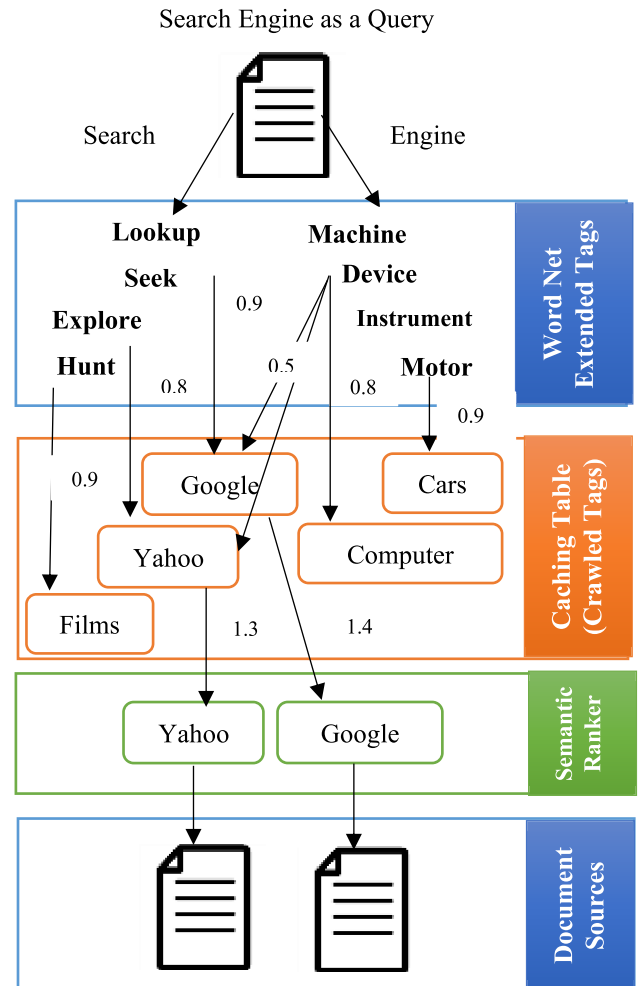 Search Engine as a Query
Search
Engine
Lookup
Machine
Seek
Device
0.9
Explore
Instrument
Hunt
0.5
Motor
0.8
0.8
0.9
Word Net
Extended Tags
Google
Cars
0.9
Yahoo
Computer
Films
1.3
1.4
Caching Table
(Crawled Tags)
Yahoo
Google
Semantic
Ranker
Document
Sources